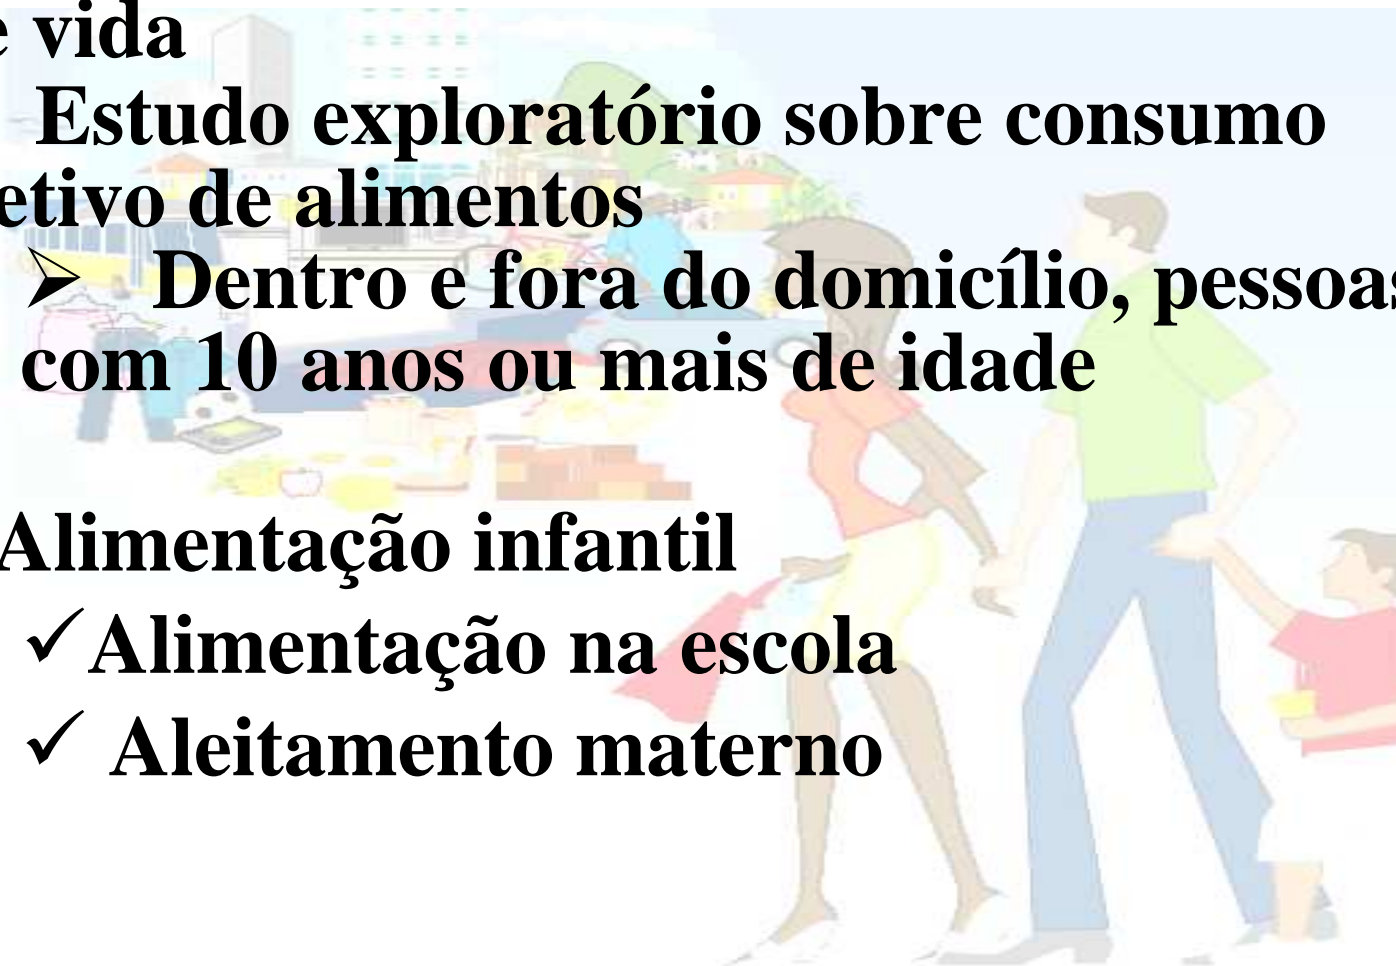 e vida
Estudo exploratório sobre consumo
etivo de alimentos
➢ Dentro e fora do domicílio, pessoas
com 10 anos ou mais de idade
Alimentação infantil
✓Alimentação na escola
✓ Aleitamento materno